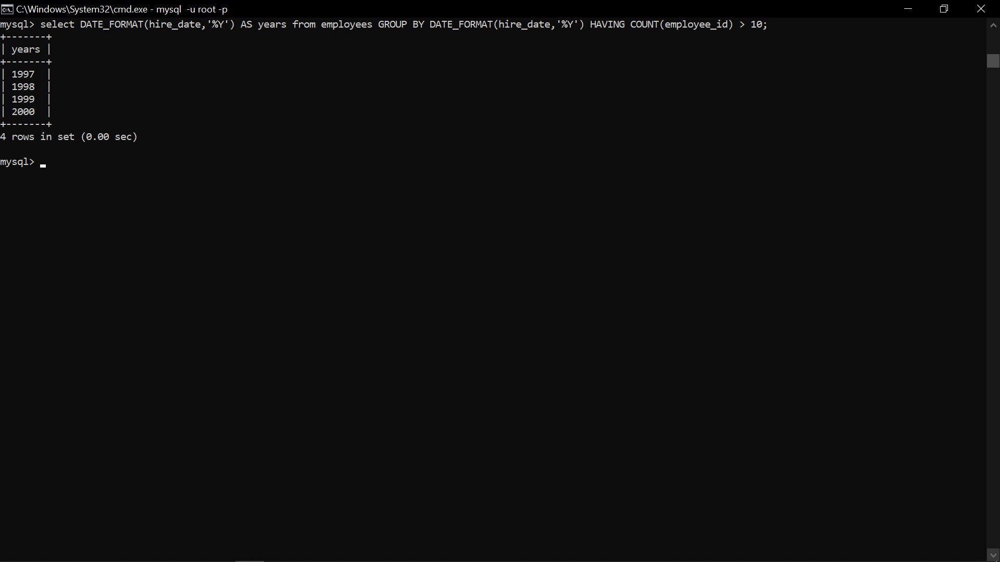 C:\Windows\System32\cmd.exe - mysql  -u root -p
mysql> select DATE_FORMAT(hire_date,'%Y') AS years from employees GROUP BY DATE_FORMAT(hire_date,'%Y') HAVING COUNT(employee_id) > 10;
+-------+
| years |
+-------+
| 1997  |
| 1998  |
| 1999  |
| 2000  |
+-------+
4 rows in set (0.00 sec)
mysql>